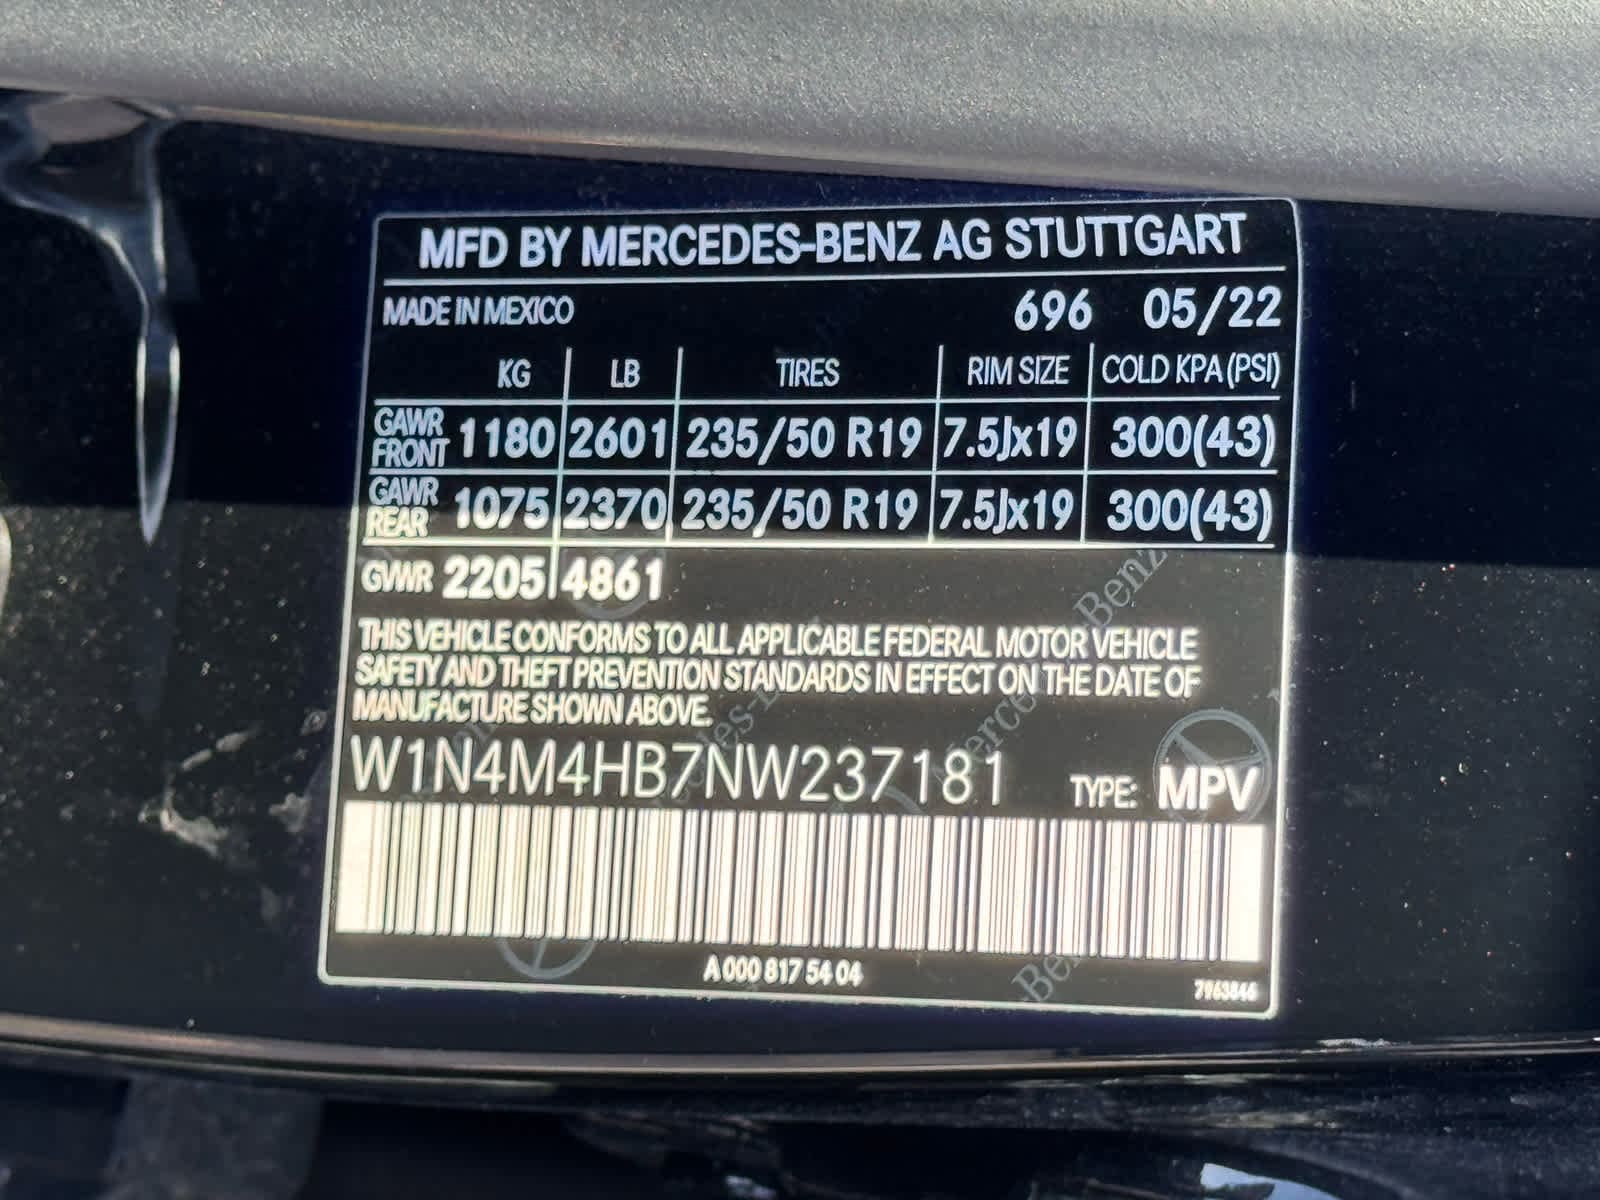 MFD BY MERCEDES-BENZ AG STUTTGART
MADE IN MEXICO 696 05/22
KG LB TIRES RIM SIZE COLD KPA (PSI)
GAWR FRONT 1180 2601 235/50 R19 7.5Jx19 300(43)
GAWR REAR 1075 2370 235/50 R19 7.5Jx19 300(43)
GVWR 2205 4861
THIS VEHICLE CONFORMS TO ALL APPLICABLE FEDERAL MOTOR VEHICLE
SAFETY AND THEFT PREVENTION STANDARDS IN EFFECT ON THE DATE OF
MANUFACTURE SHOWN ABOVE.
W1N4M4HB7NW237181 TYPE: MPV
A 000 817 54 04
7963846